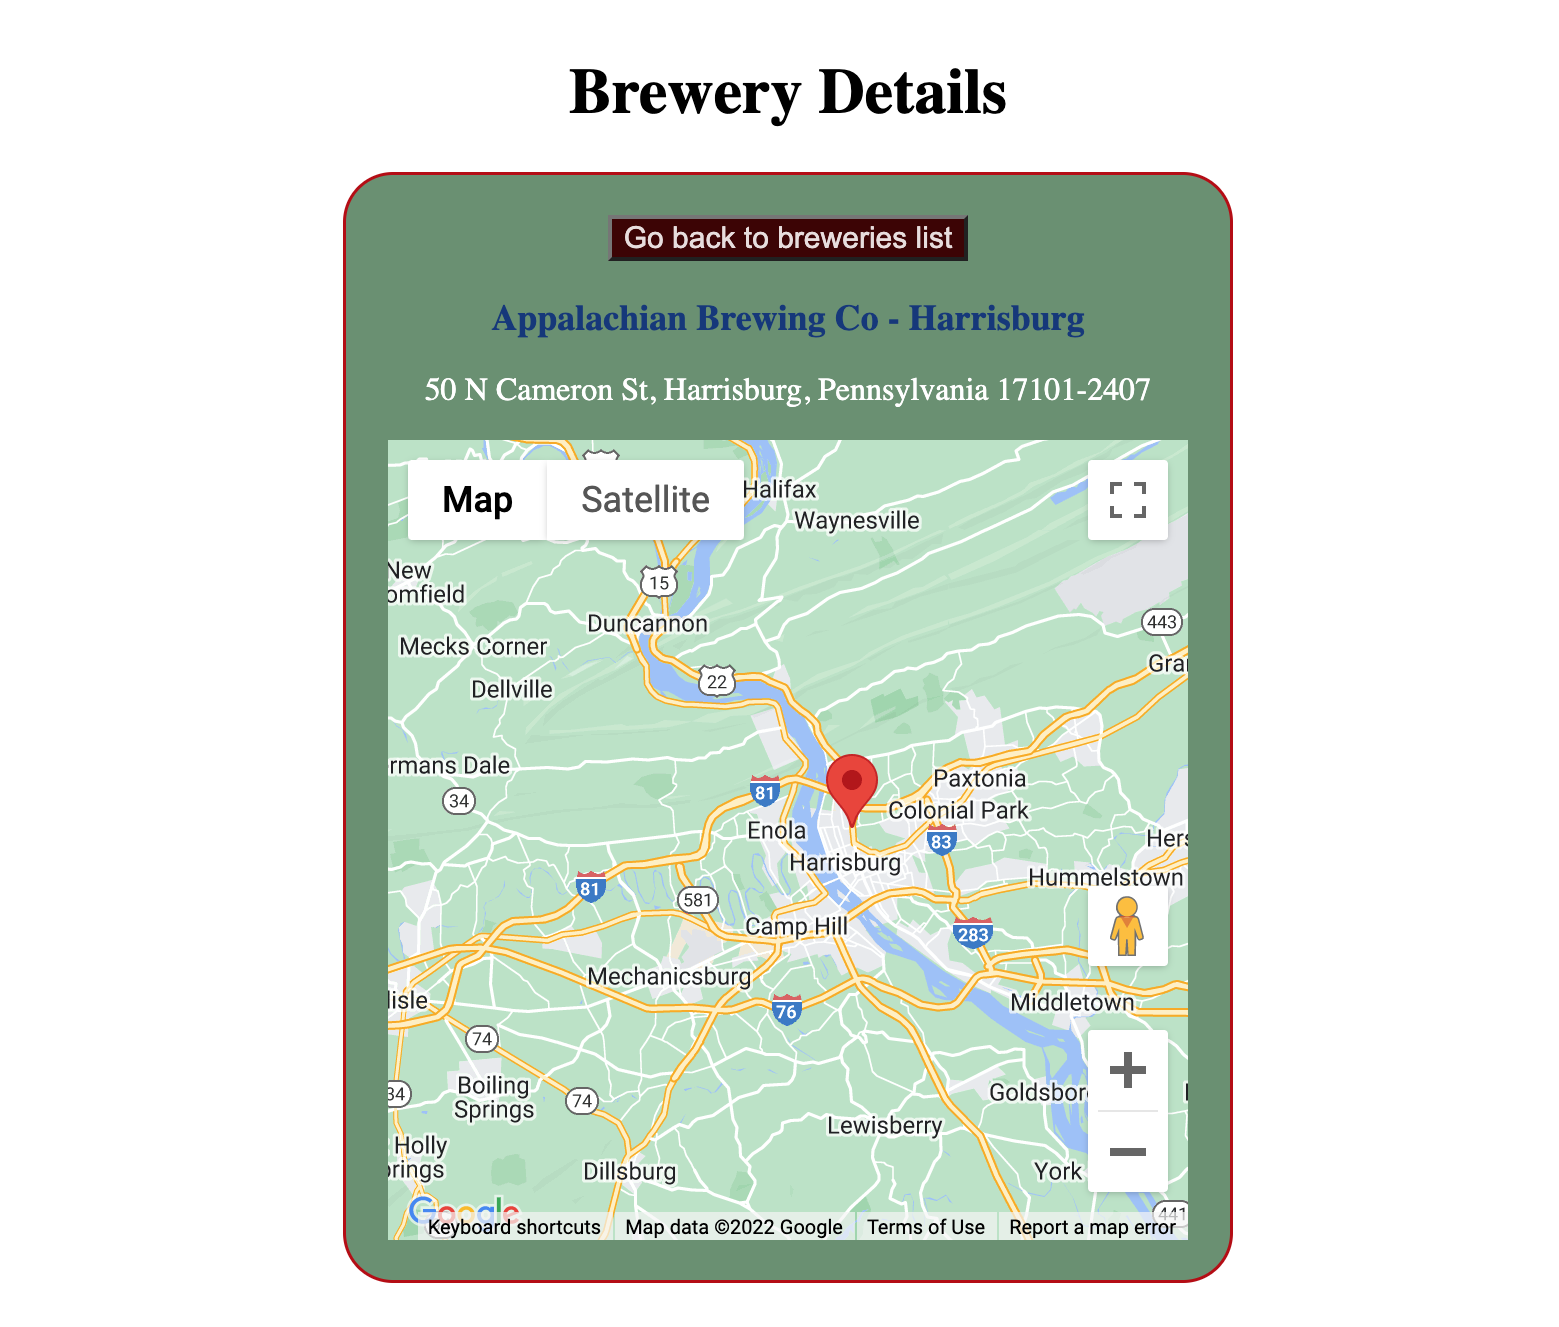 Brewery Details
Go back to breweries list
Appalachian Brewing Co - Harrisburg
50 N Cameron St, Harrisburg, Pennsylvania 17101-2407
Map
Satellite
Halifax
Waynesville
New
omfield
15
Duncannon
443
Mecks Corner
Gra
Dellville
22
rmans Dale
34
81
Paxtonia
Colonial Park
Enola
83
Hers
Harrisburg
Hummelstown
81
581
Camp Hill
283
Mechanicsburg
lisle
76
Middletown
74
Boiling
Springs
34
74
Goldsbor
Lewisberry
Holly
prings
Dillsburg
York
441
Google
Keyboard shortcuts
Map data ©2022 Google
Terms of Use
Report a map error